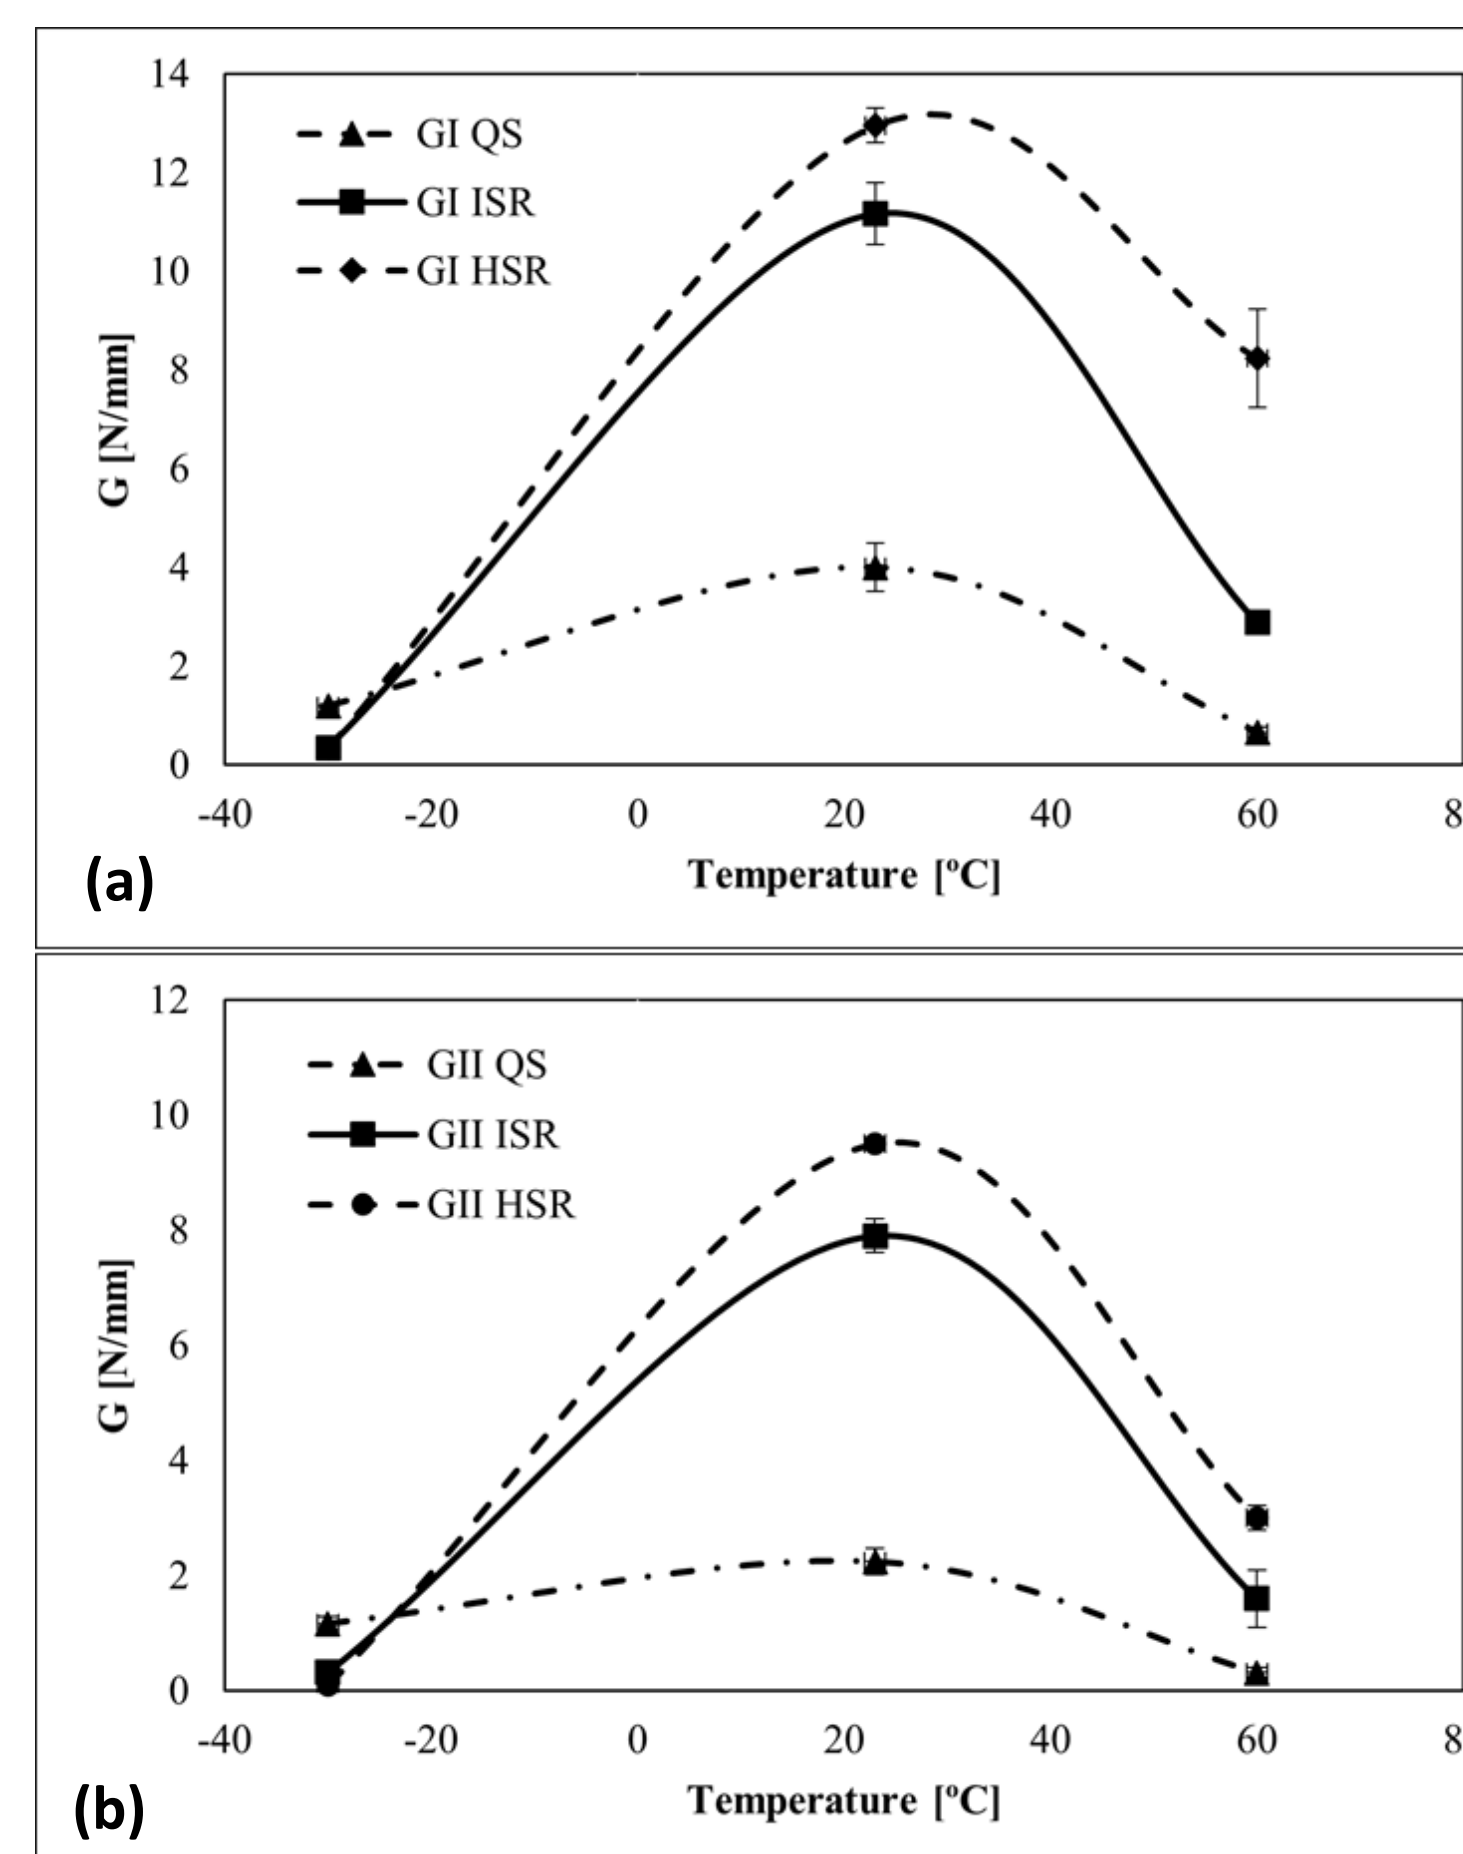 14
12
10
8
6
4
2
0
G [N/mm]
GI QS
GI ISR
GI HSR
-40 -20 0 20 40 60 8
Temperature [ºC]
(a)
12
10
8
6
4
2
0
G [N/mm]
GII QS
GII ISR
GII HSR
-40 -20 0 20 40 60 8
Temperature [ºC]
(b)